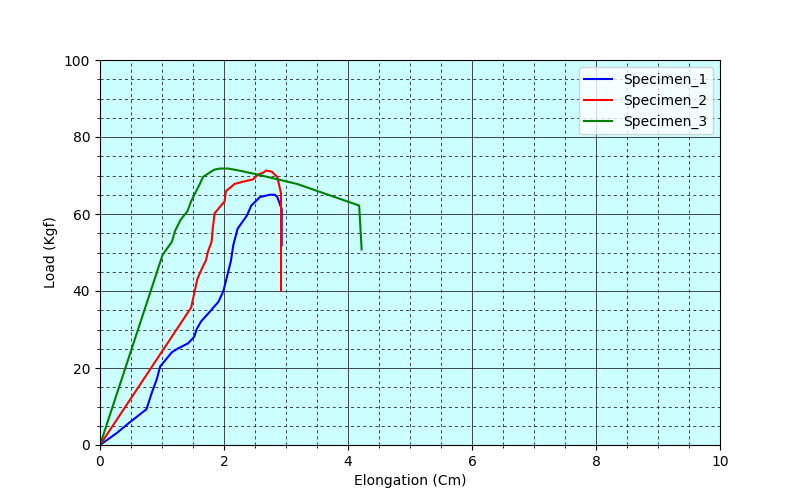 100
80
60
40
20
0
Load (Kgf)
Specimen_1
Specimen_2
Specimen_3
0 2 4 6 8 10
Elongation (Cm)